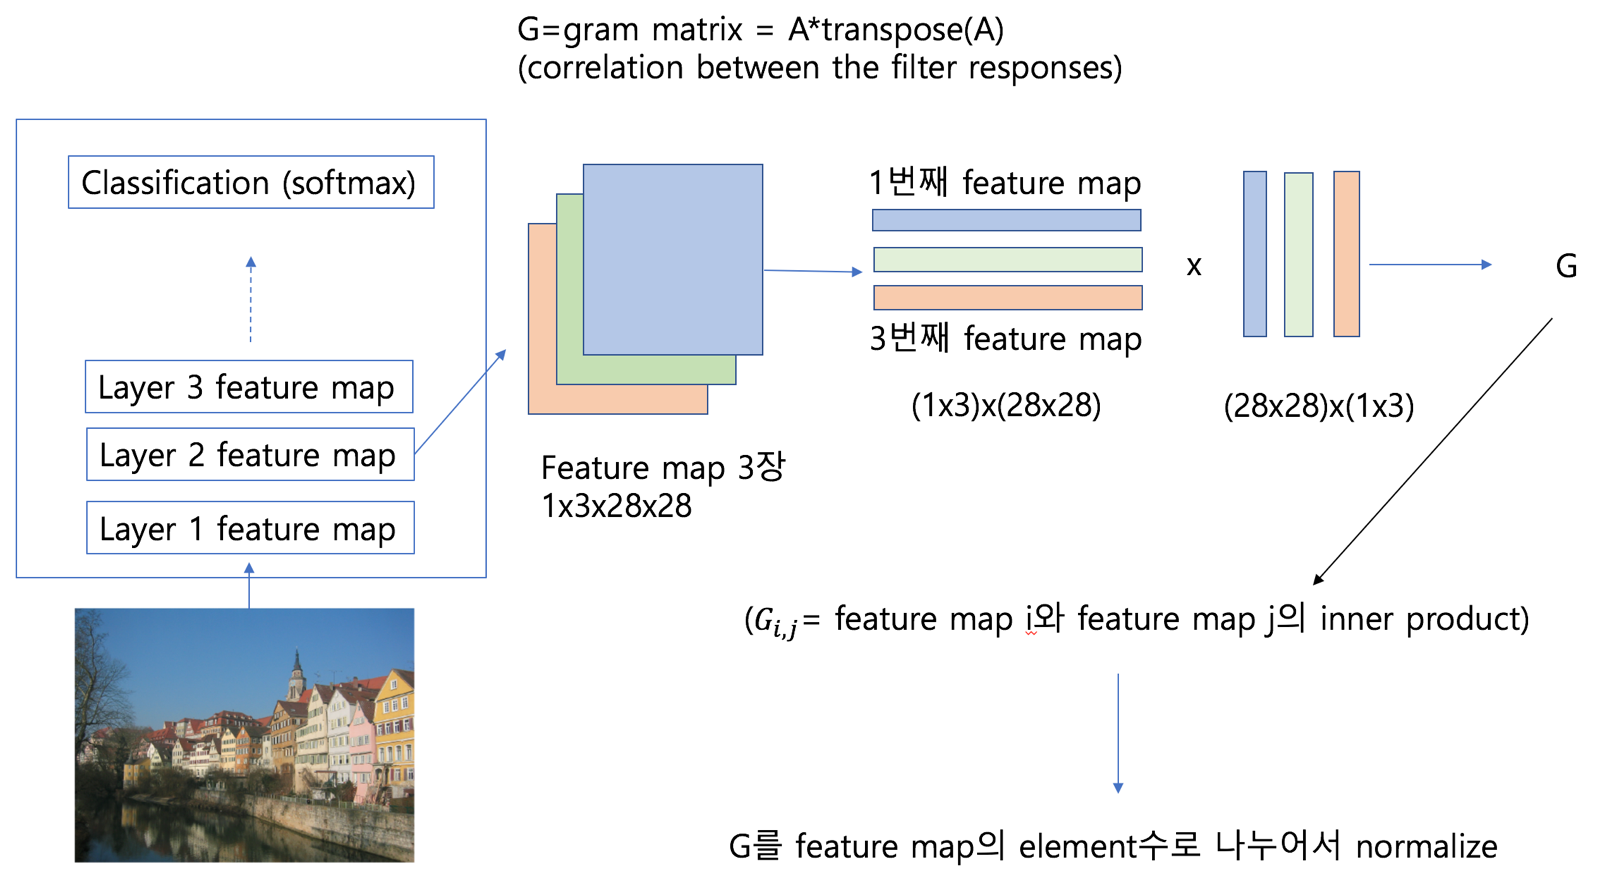 G=gram matrix = A*transpose(A)
(correlation between the filter responses)
Classification (softmax)
Layer 3 feature map
Layer 2 feature map
Layer 1 feature map
Feature map 3장
1x3x28x28
1번째 feature map
3번째 feature map
(1x3)x(28x28)
x
(28x28)x(1x3)
G
(𝐺𝑖,𝑗= feature map i와 feature map j의 inner product)
G를 feature map의 element수로 나누어서 normalize